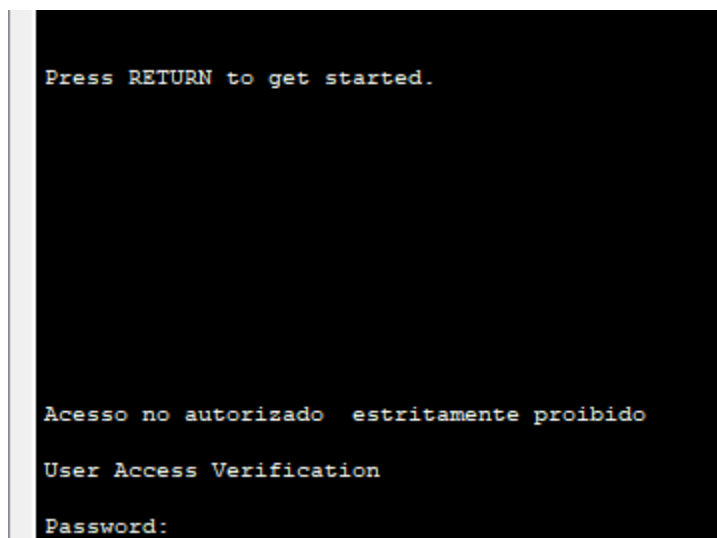 Press RETURN to get started.
Acesso no autorizado  estritamente proibido
User Access Verification
Password: